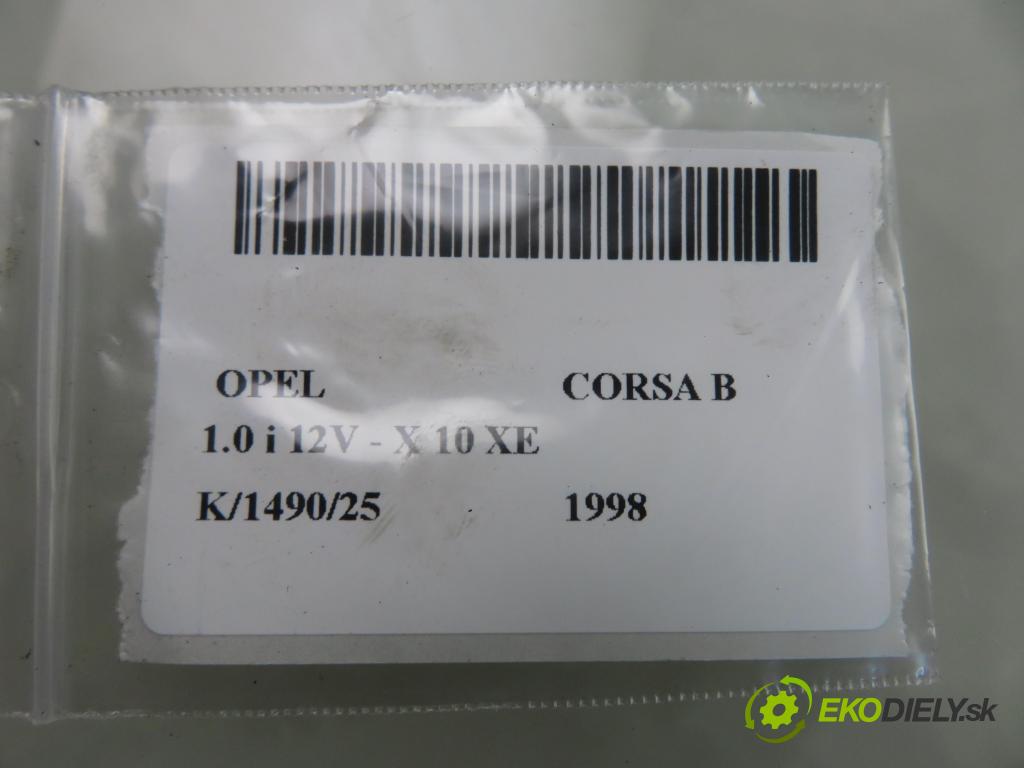 OPEL CORSA B
1.0 i 12V - X 10 XE
K/1490/25 1998
EKODIELY.sk